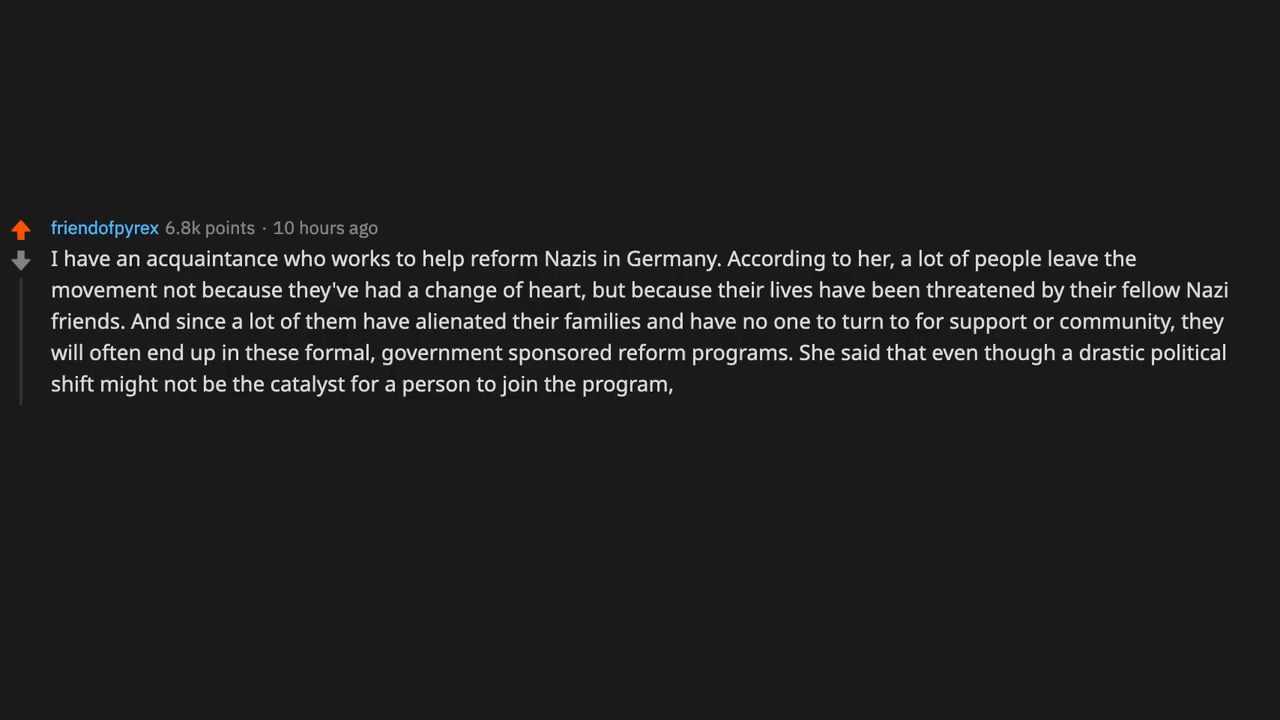 friendofpyrex 6.8k points · 10 hours ago
I have an acquaintance who works to help reform Nazis in Germany. According to her, a lot of people leave the
movement not because they've had a change of heart, but because their lives have been threatened by their fellow Nazi
friends. And since a lot of them have alienated their families and have no one to turn to for support or community, they
will often end up in these formal, government sponsored reform programs. She said that even though a drastic political
shift might not be the catalyst for a person to join the program,